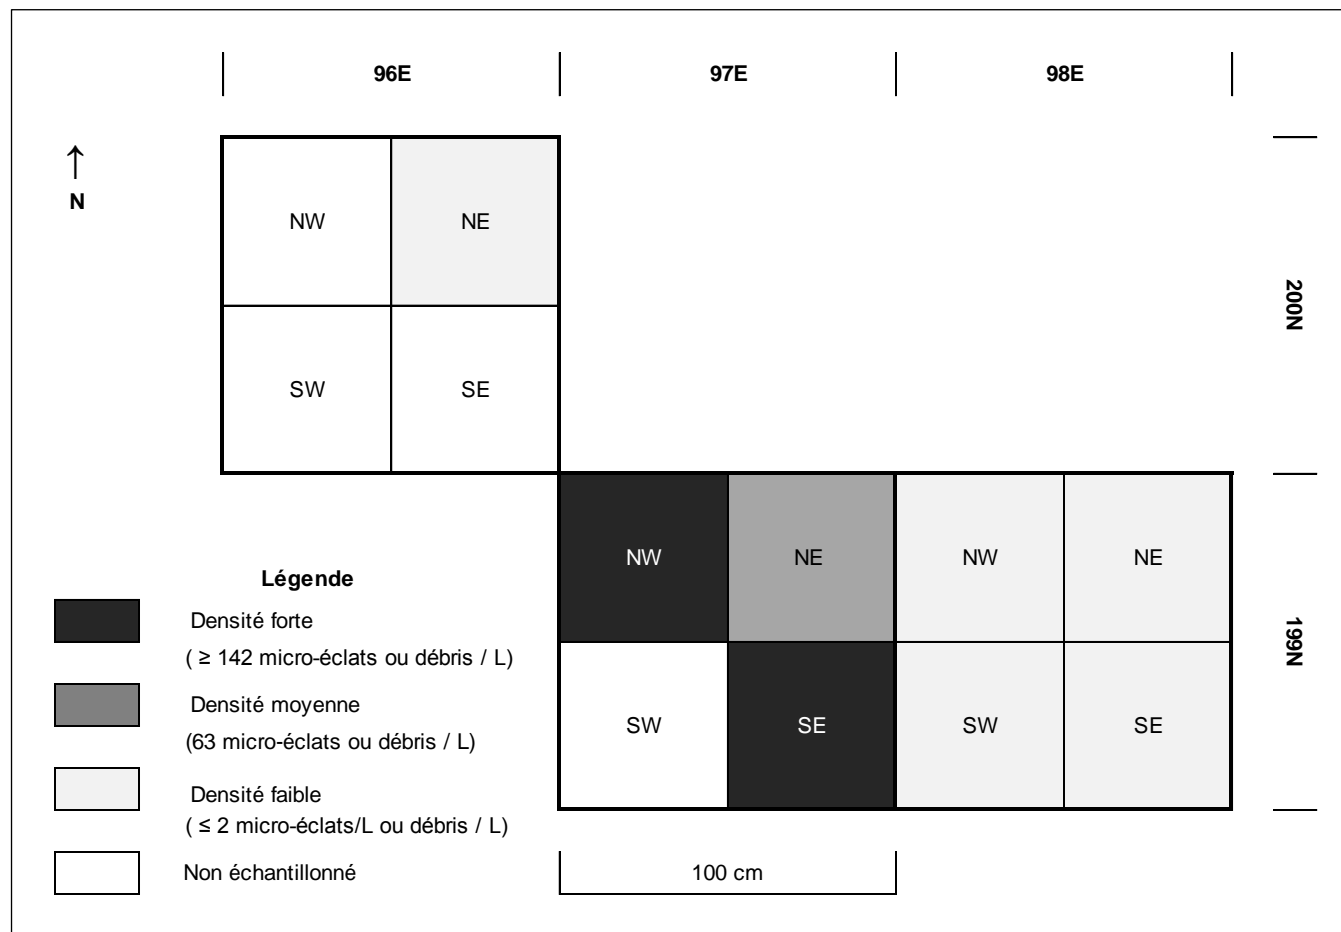 96E 97E 98E
N
NW NE
200N
SW SE
NW NE NW NE
Légende
199N
Densité forte
( ≥ 142 micro-éclats ou débris / L)
Densité moyenne
(63 micro-éclats ou débris / L)
SW SE SW SE
Densité faible
( ≤ 2 micro-éclats/L ou débris / L)
Non échantillonné
100 cm